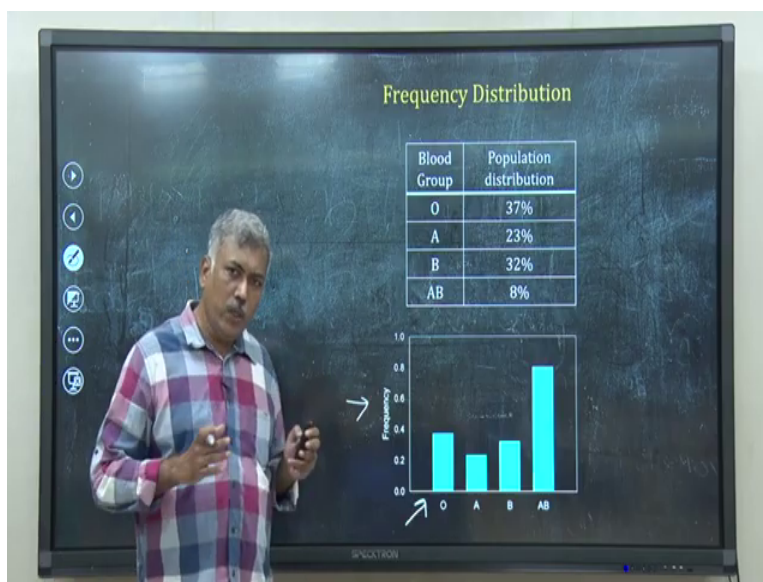 Frequency Distribution
Blood Group Population distribution
O 37%
A 23%
B 32%
AB 8%
1.0
0.8
0.6
0.4
0.2
0.0
Frequency
O A B AB
SPECKTRON